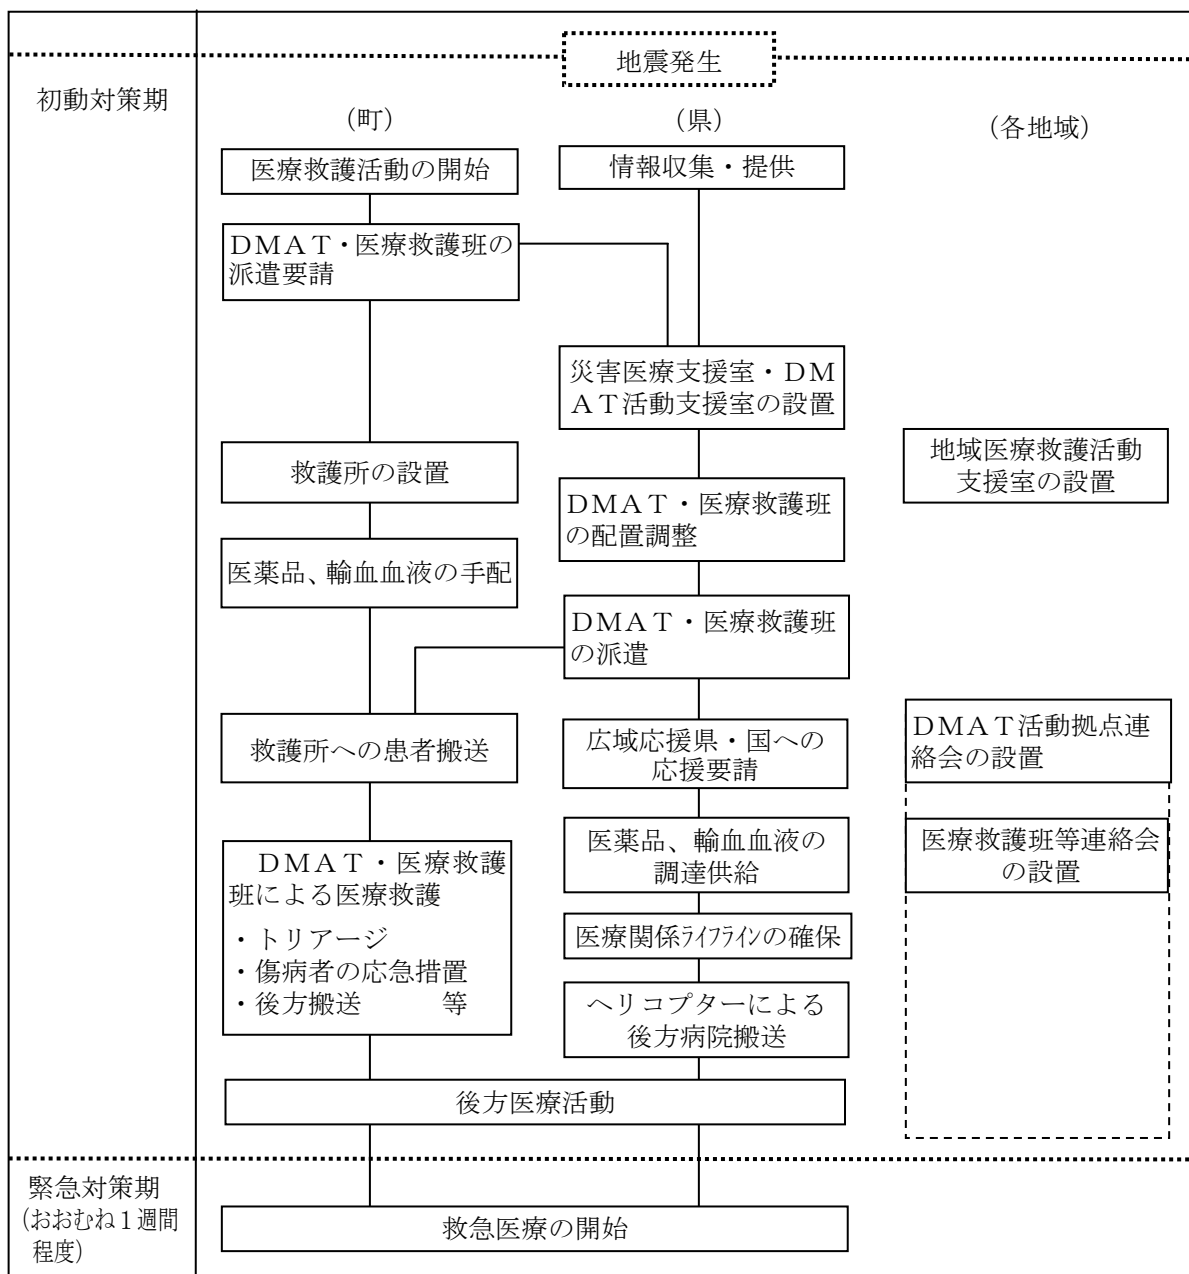 地震発生
初動対策期
(町)
(県)
(各地域)
医療救護活動の開始
情報収集・提供
ＤＭＡＴ・医療救護班の
派遣要請
災害医療支援室・ＤＭ
ＡＴ活動支援室の設置
救護所の設置
地域医療救護活動
支援室の設置
ＤＭＡＴ・医療救護班
の配置調整
医薬品、輸血血液の手配
ＤＭＡＴ・医療救護班
の派遣
救護所への患者搬送
広域応援県・国への
応援要請
ＤＭＡＴ活動拠点連
絡会の設置
ＤＭＡＴ・医療救護
班による医療救護
・トリアージ
・傷病者の応急措置
・後方搬送　　　等
医薬品、輸血血液の
調達供給
医療救護班等連絡会
の設置
医療関係ﾗｲﾌﾗｲﾝの確保
ヘリコプターによる
後方病院搬送
後方医療活動
緊急対策期
(おおむね１週間
程度)
救急医療の開始